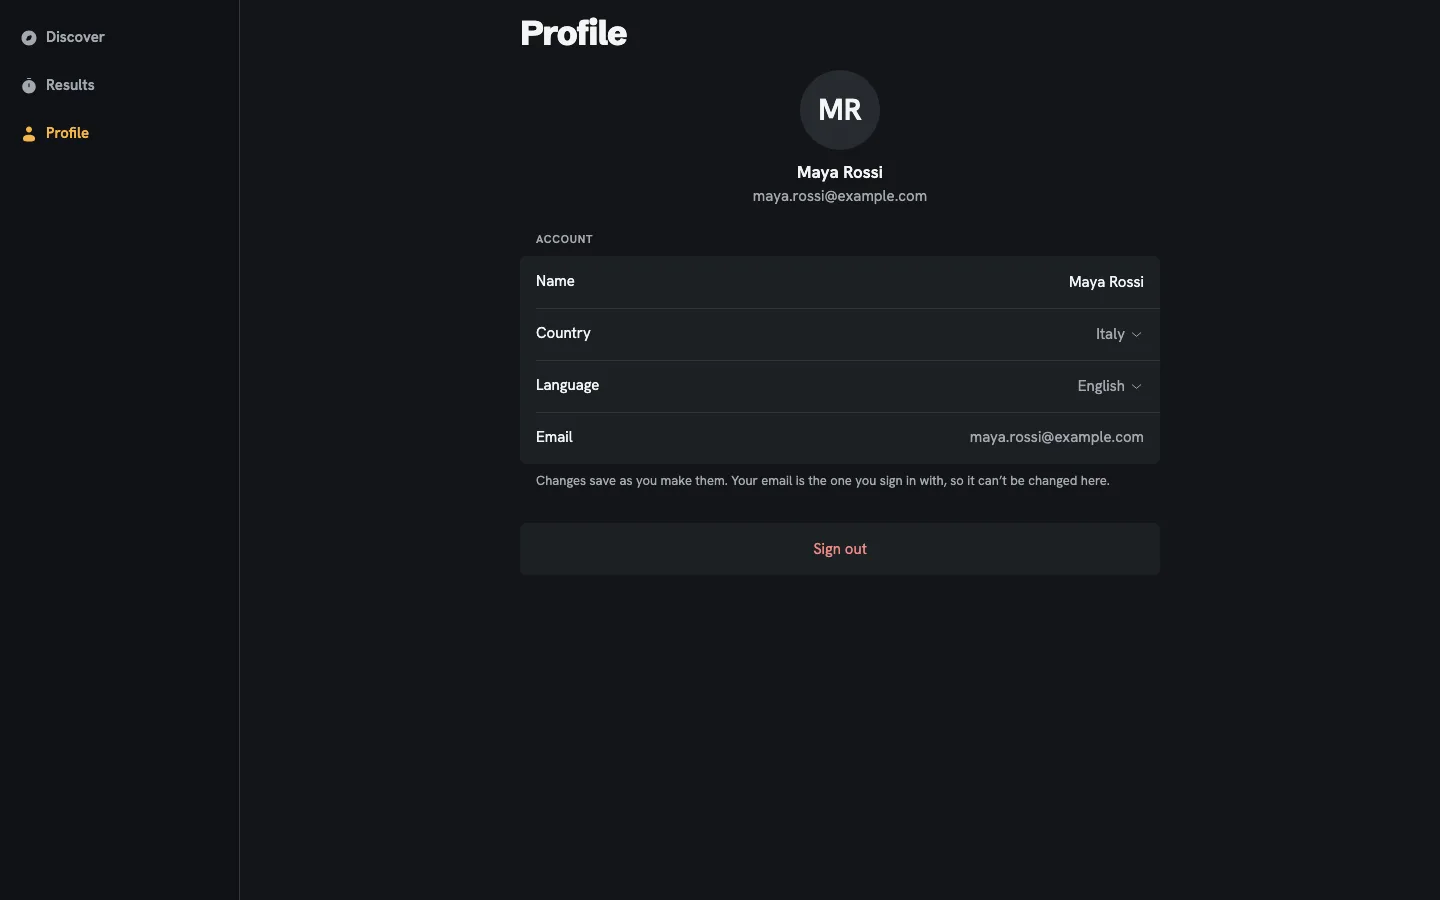 Discover
Results
Profile
Profile
MR
Maya Rossi
maya.rossi@example.com
ACCOUNT
Name Maya Rossi
Country Italy
Language English
Email maya.rossi@example.com
Changes save as you make them. Your email is the one you sign in with, so it can’t be changed here.
Sign out